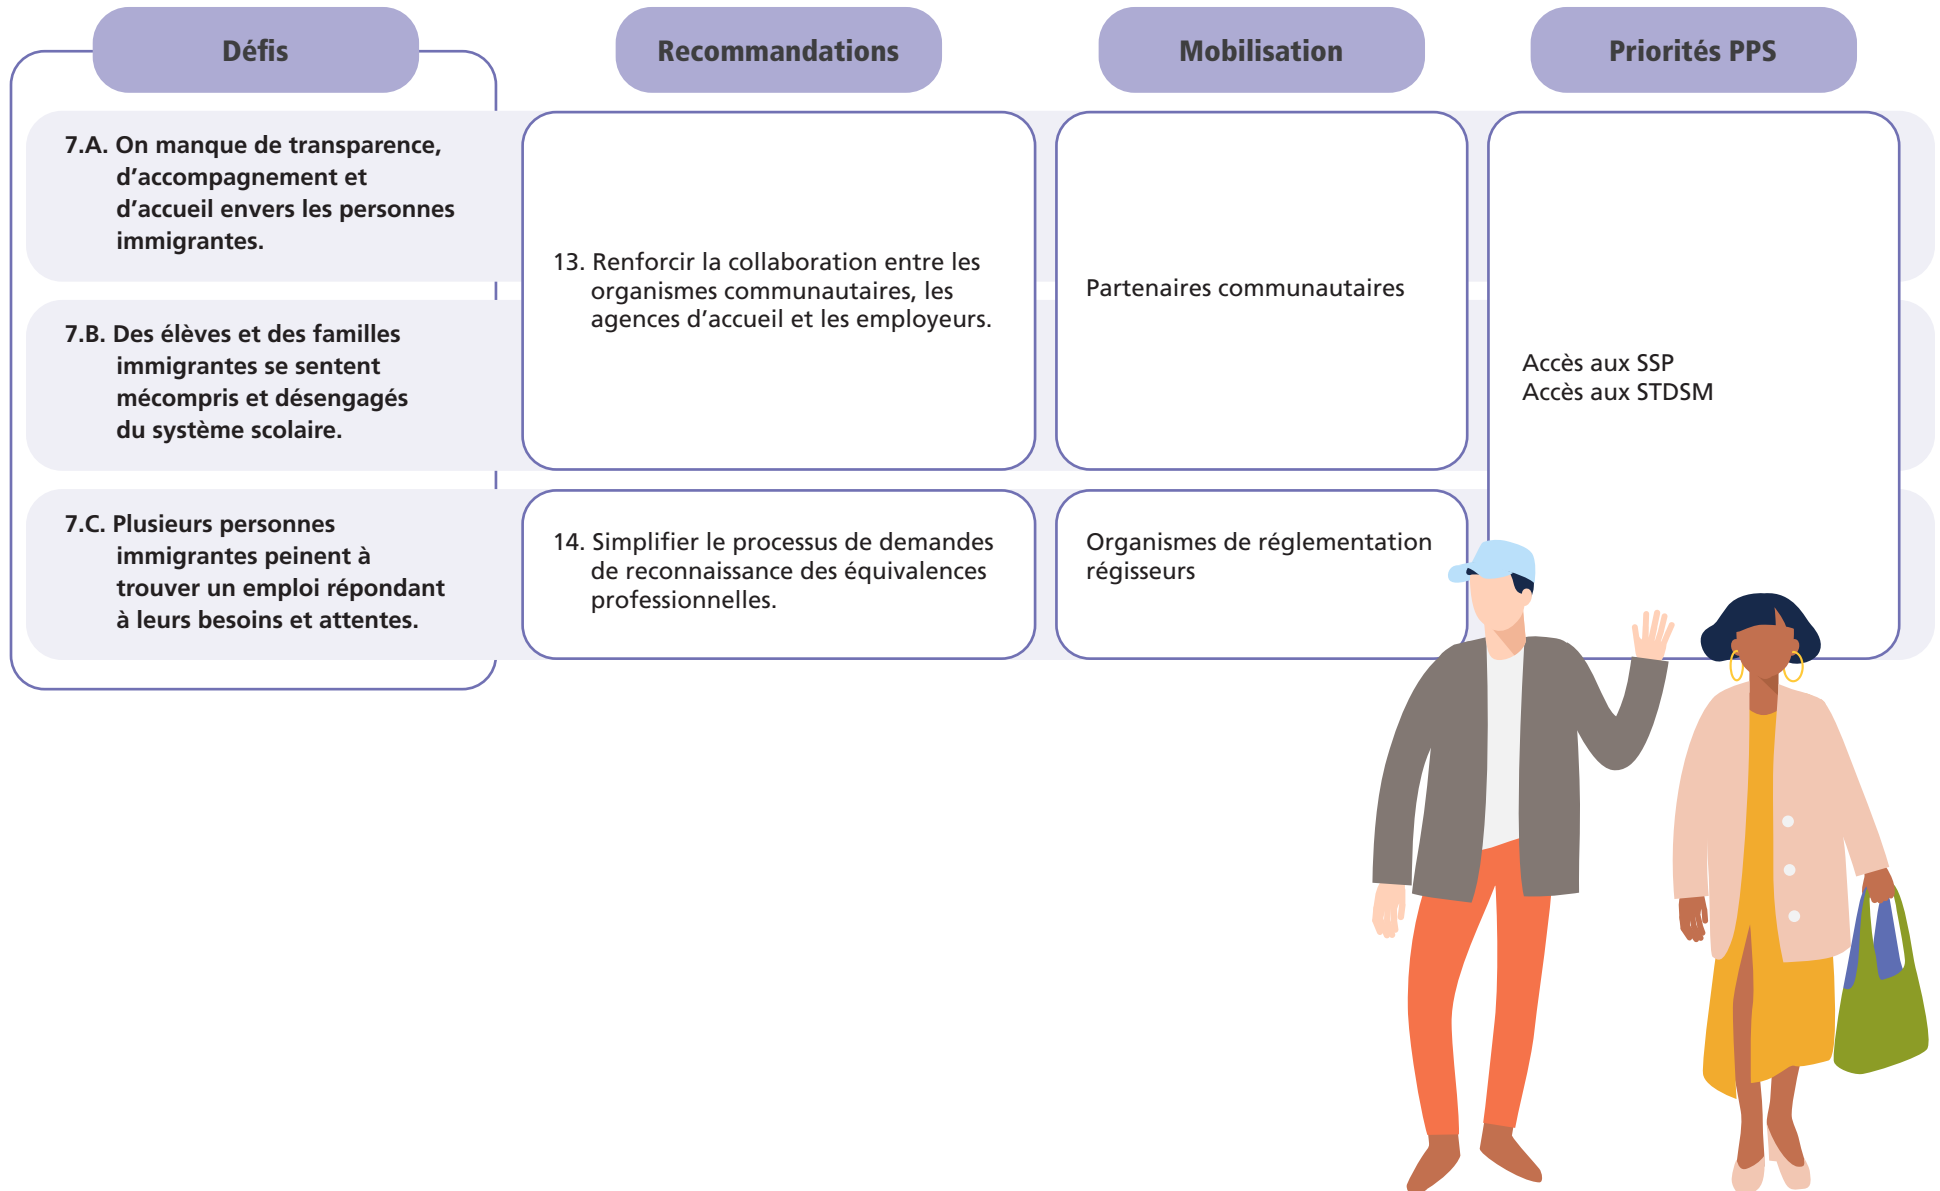 Défis
Recommandations
Mobilisation
Priorités PPS
7.A. On manque de transparence,
d’accompagnement et
d’accueil envers les personnes
immigrantes.
7.B. Des élèves et des familles
immigrantes se sentent
mécompris et désengagés
du système scolaire.
13. Renforcir la collaboration entre les
organismes communautaires, les
agences d’accueil et les employeurs.
Partenaires communautaires
Accès aux SSP
Accès aux STDSM
7.C. Plusieurs personnes
immigrantes peinent à
trouver un emploi répondant
à leurs besoins et attentes.
14. Simplifier le processus de demandes
de reconnaissance des équivalences
professionnelles.
Organismes de réglementation
régisseurs